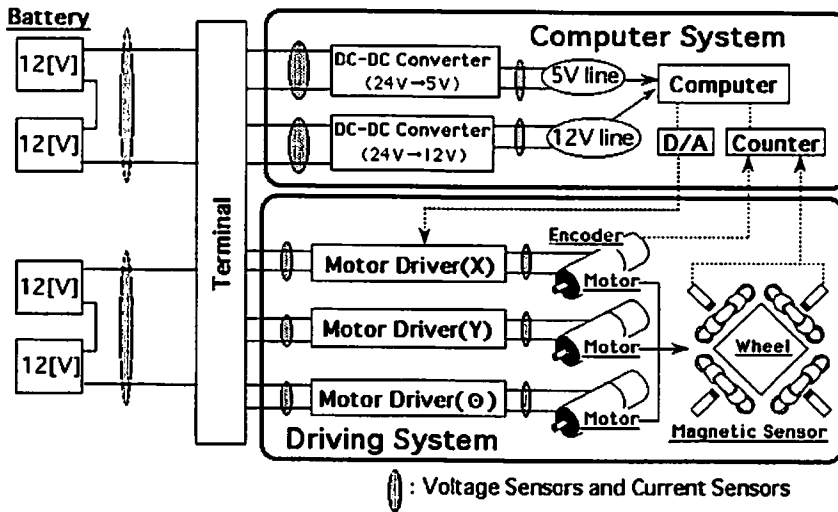 Battery
12[V]
12[V]
12[V]
12[V]
Terminal
Computer System
DC-DC Converter
(24V→5V)
5V line
Computer
DC-DC Converter
(24V→12V)
12V line
D/A
Counter
Encoder
Motor Driver(X)
Motor
Motor Driver(Y)
Motor
Motor Driver(⊙)
Motor
Wheel
Magnetic Sensor
Driving System
: Voltage Sensors and Current Sensors